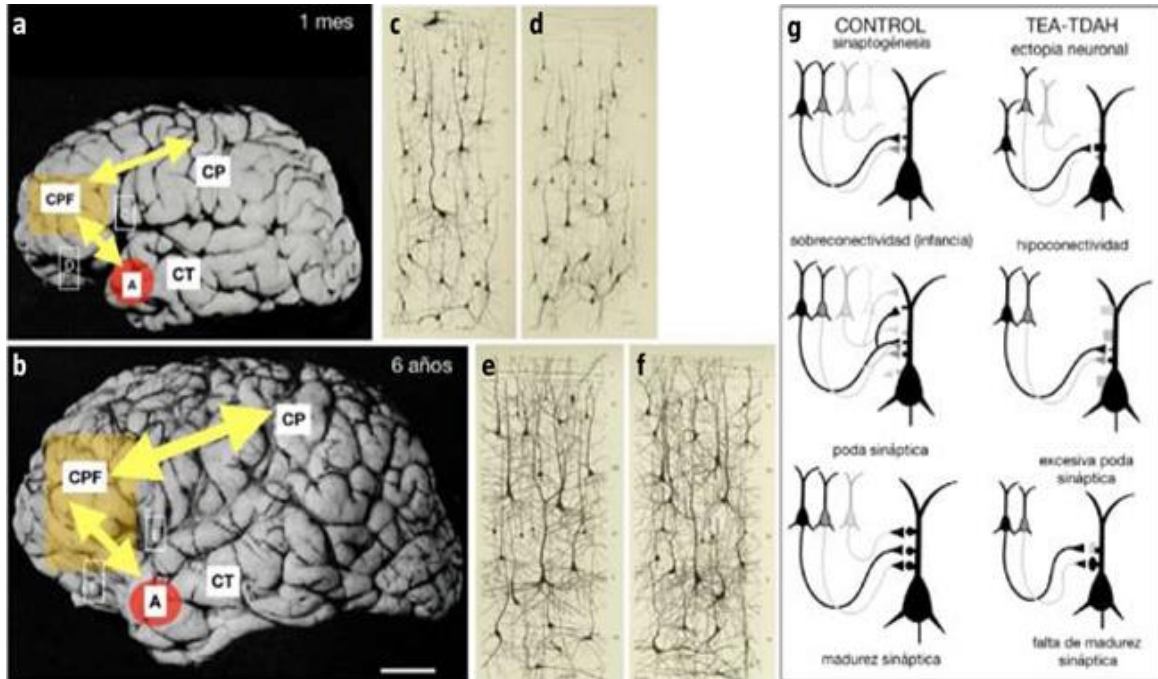 a
1 mes
CP
CPF
CT
A
b
6 años
CP
CPF
CT
A
c
d
e
f
g
CONTROL
TEA-TDAH
sinaptogénesis
ectopia neuronal
sobreconectividad (infancia)
hipoconectividad
poda sináptica
excesiva poda
sináptica
madurez sináptica
falta de madurez
sináptica